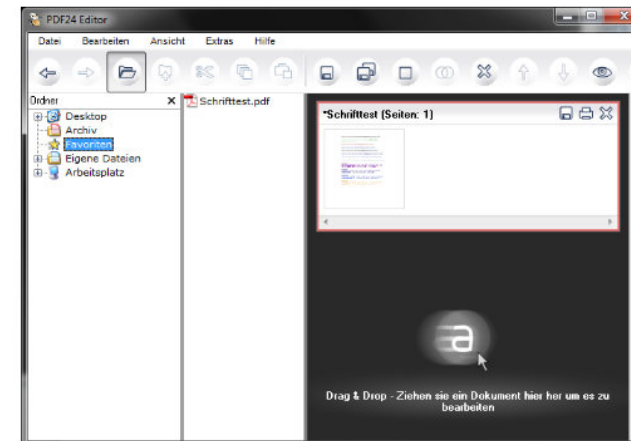 PDF24 Editor
Datei Bearbeiten Ansicht Extras Hilfe
Ordner
Desktop
Archiv
Favoriten
Eigene Dateien
Arbeitsplatz
Schrifttest.pdf
*Schrifttest (Seiten: 1)
a
Drag & Drop - Ziehen sie ein Dokument hier her um es zu
bearbeiten